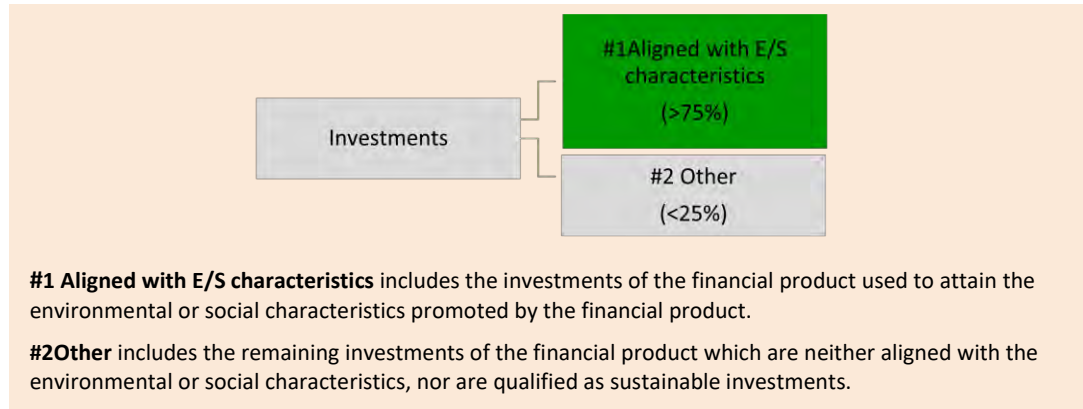 #1Aligned with E/S
characteristics
(>75%)
Investments
#2 Other
(<25%)
#1 Aligned with E/S characteristics includes the investments of the financial product used to attain the
environmental or social characteristics promoted by the financial product.
#2Other includes the remaining investments of the financial product which are neither aligned with the
environmental or social characteristics, nor are qualified as sustainable investments.